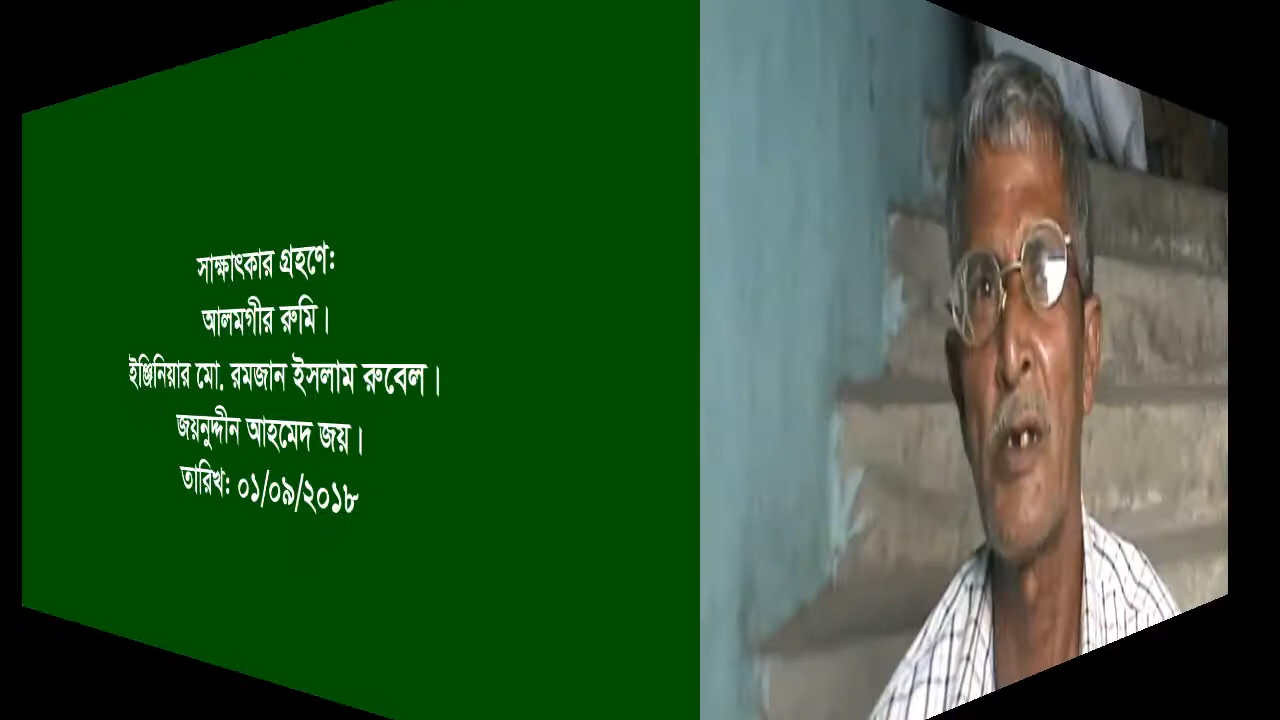 সাক্ষাৎকার গ্রহণে:
আলমগীর রুমি।
ইঞ্জিনিয়ার মো. রমজান ইসলাম রুবেল।
জয়নুদ্দীন আহমেদ জয়।
তারিখ: ০১/০৯/২০১৮